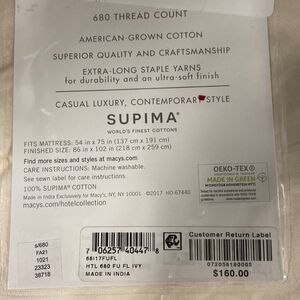 680 THREAD COUNT
AMERICAN-GROWN COTTON
SUPERIOR QUALITY AND CRAFTSMANSHIP
EXTRA-LONG STAPLE YARNS
for durability and an ultra-soft finish
CASUAL LUXURY, CONTEMPORARY STYLE
SUPIMA®
WORLD'S FINEST COTTONS
FITS MATTRESS: 54 in x 75 in (137 cm x 191 cm)
FINISHED SIZE: 86 in x 102 in (218 cm x 259 cm)
Find more sizes and styles at macys.com
CARE INSTRUCTIONS: Machine washable.
See sewn label for care instructions.
100% SUPIMA® COTTON
Made in India Exclusively for Macy's, NY, NY 10001 ©2017 HO-67440
macys.com/hotelcollection
OEKO-TEX®
MADE IN GREEN
6/680
FA21
1021
23323
36718
7 06257 40447 8
68I17FUFL
HTL 680 FU FL IVY
MADE IN INDIA
Customer Return Label
$160.00